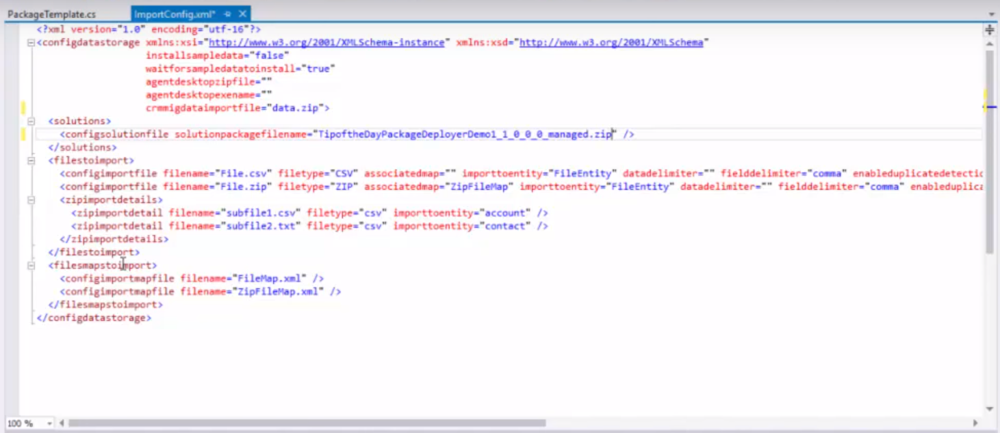 PackageTemplate.cs ImportConfig.xml*
<?xml version="1.0" encoding="utf-16"?>
<configdatastorage xmlns:xsi="http://www.w3.org/2001/XMLSchema-instance" xmlns:xsd="http://www.w3.org/2001/XMLSchema"
installsampledata="false"
waitforsampledatatoinstall="true"
agentdesktopzipfile=""
agentdesktopexename=""
crmmigdataimportfile="data.zip">
<solutions>
<configsolutionfile solutionpackagefilename="TipoftheDayPackageDeployerDemo1_1_0_0_0_managed.zip" />
</solutions>
<filestoimport>
<configimportfile filename="File.csv" filetype="CSV" associatedmap="" importtoentity="FileEntity" datadelimiter="" fielddelimiter="comma" enableduplicatedetectic
<configimportfile filename="File.zip" filetype="ZIP" associatedmap="ZipFileMap" importtoentity="FileEntity" datadelimiter="" fielddelimiter="comma" enableduplica
<zipimportdetails>
<zipimportdetail filename="subfile1.csv" filetype="csv" importtoentity="account" />
<zipimportdetail filename="subfile2.txt" filetype="csv" importtoentity="contact" />
</zipimportdetails>
</filestoimport>
<filesmapstoimport>
<configimportmapfile filename="FileMap.xml" />
<configimportmapfile filename="ZipFileMap.xml" />
</filesmapstoimport>
</configdatastorage>
100 %